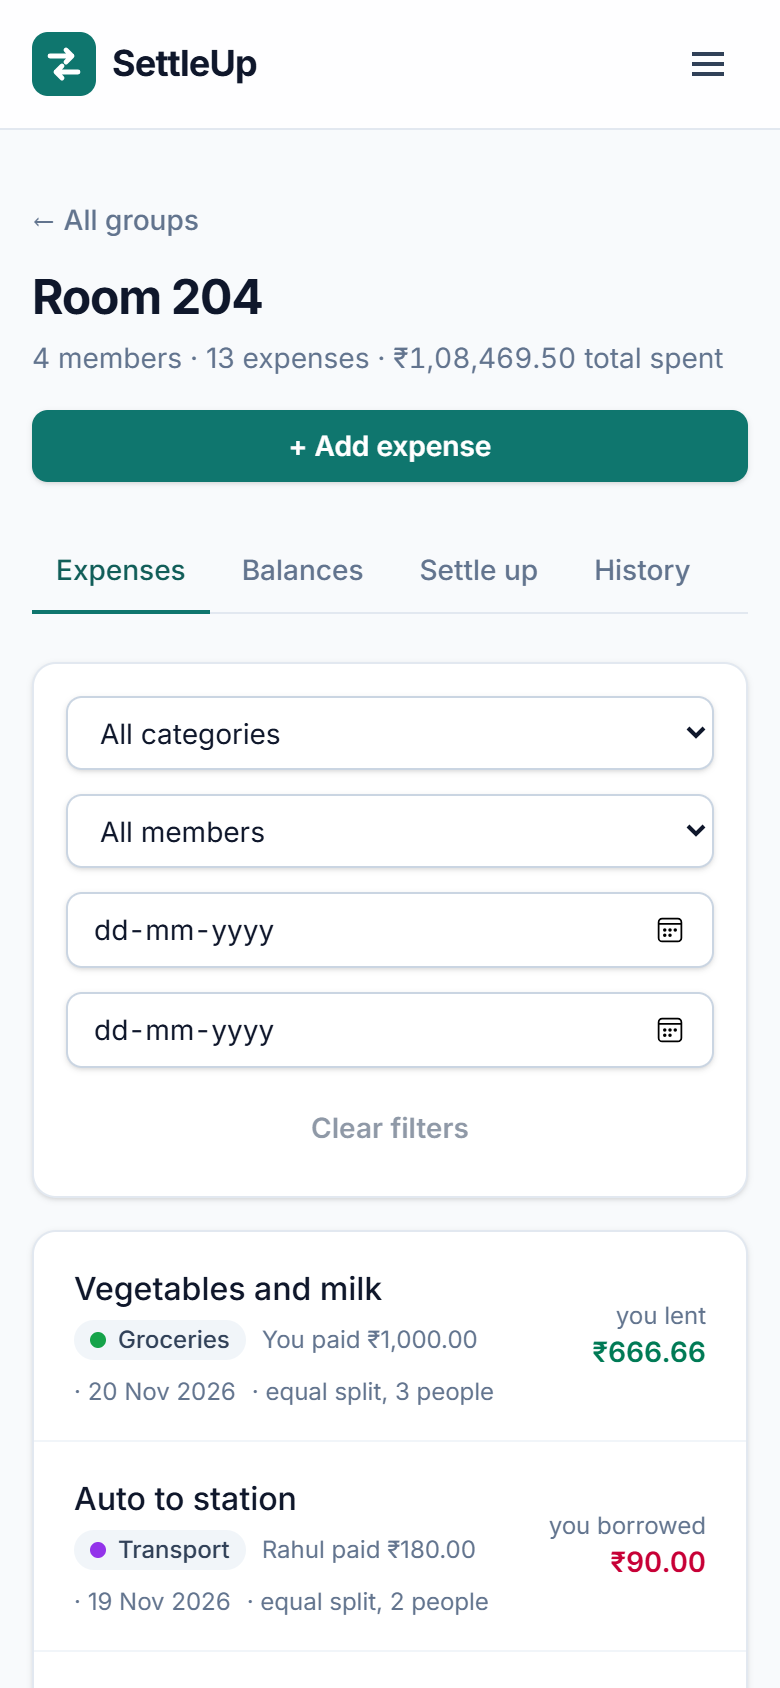 SettleUp
← All groups
Room 204
4 members · 13 expenses · ₹1,08,469.50 total spent
+ Add expense
Expenses Balances Settle up History
All categories
All members
dd-mm-yyyy
dd-mm-yyyy
Clear filters
Vegetables and milk
you lent
Groceries You paid ₹1,000.00
₹666.66
· 20 Nov 2026 · equal split, 3 people
Auto to station
you borrowed
Transport Rahul paid ₹180.00
₹90.00
· 19 Nov 2026 · equal split, 2 people